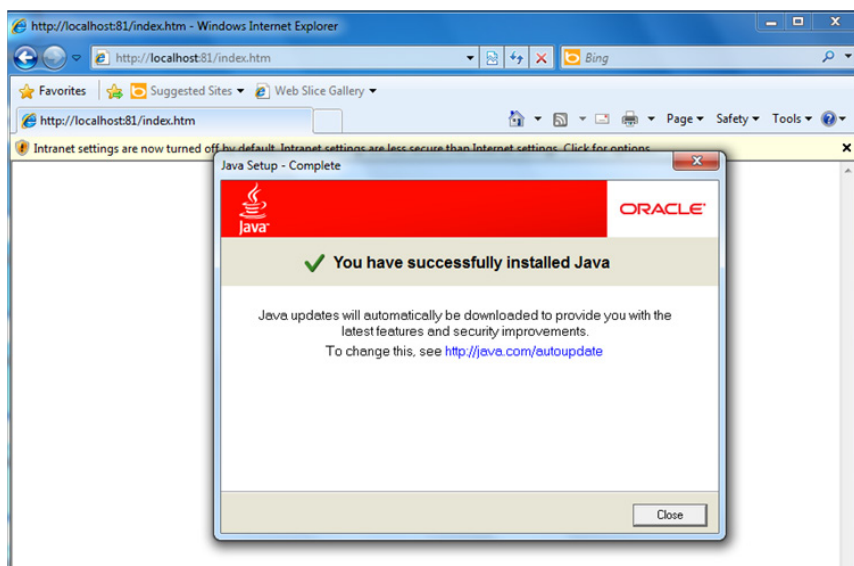 http://localhost:81/index.htm - Windows Internet Explorer
http://localhost:81/index.htm
Bing
Favorites
Suggested Sites
Web Slice Gallery
http://localhost:81/index.htm
Page
Safety
Tools
Intranet settings are now turned off by default. Intranet settings are less secure than Internet settings. Click for options
Java Setup - Complete
Java
ORACLE
You have successfully installed Java
Java updates will automatically be downloaded to provide you with the
latest features and security improvements.
To change this, see http://java.com/autoupdate
Close